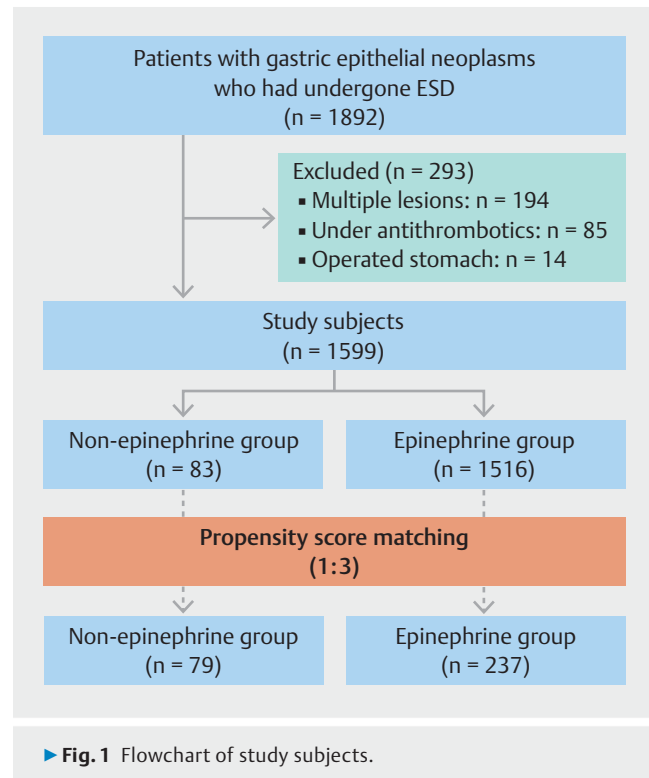 Patients with gastric epithelial neoplasms
who had undergone ESD
(n = 1892)
Excluded (n = 293)
▪ Multiple lesions: n = 194
▪ Under antithrombotics: n = 85
▪ Operated stomach: n = 14
Study subjects
(n = 1599)
Non-epinephrine group
(n = 83)
Epinephrine group
(n = 1516)
Propensity score matching
(1:3)
Non-epinephrine group
(n = 79)
Epinephrine group
(n = 237)
▶ Fig. 1 Flowchart of study subjects.